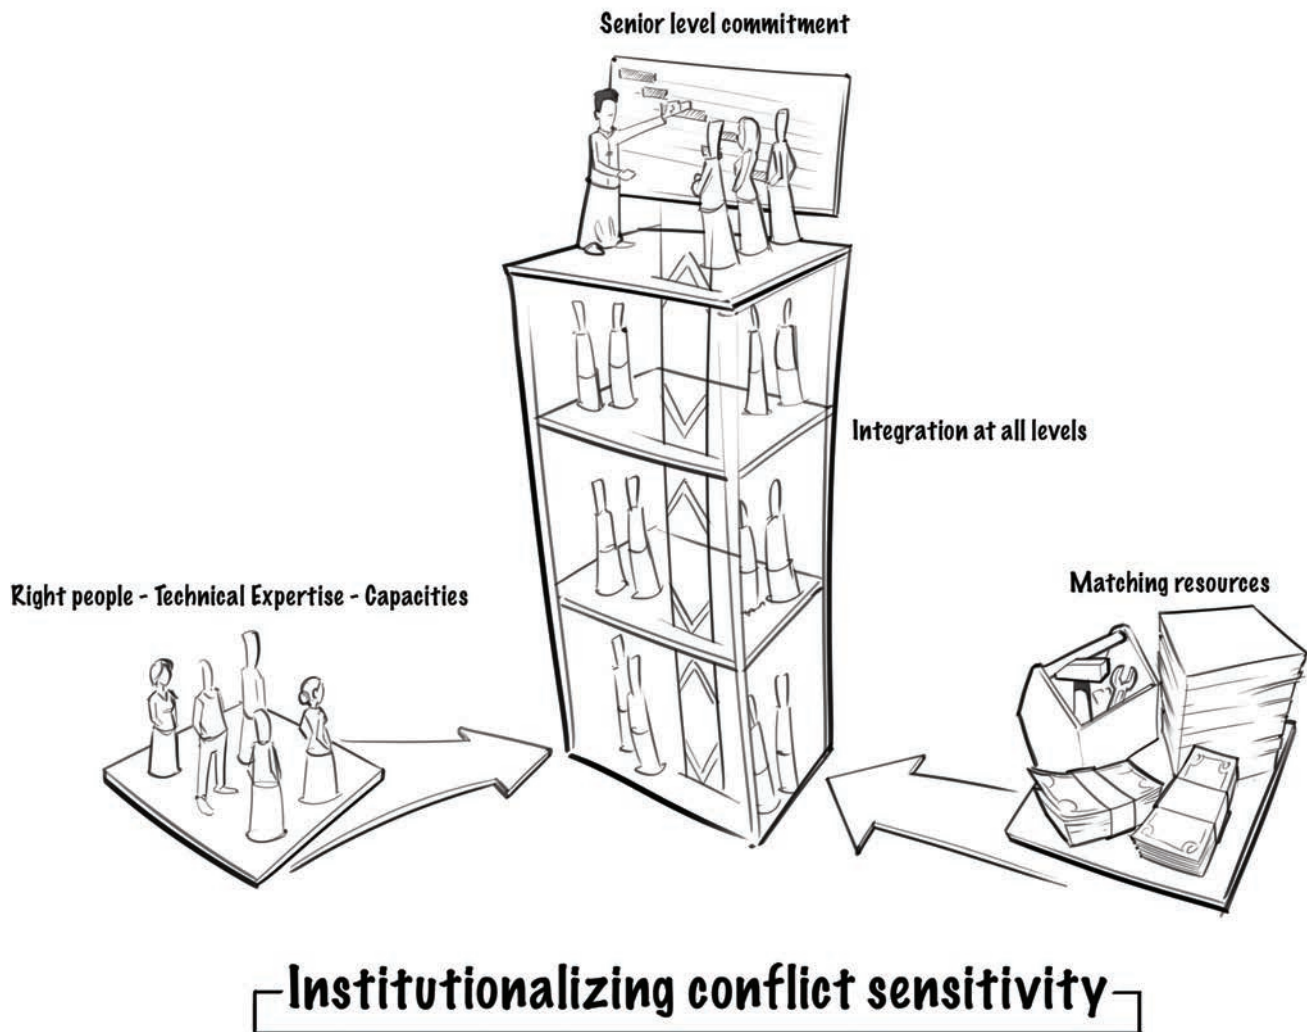 Senior level commitment
Integration at all levels
Right people - Technical Expertise - Capacities
Matching resources
Institutionalizing conflict sensitivity